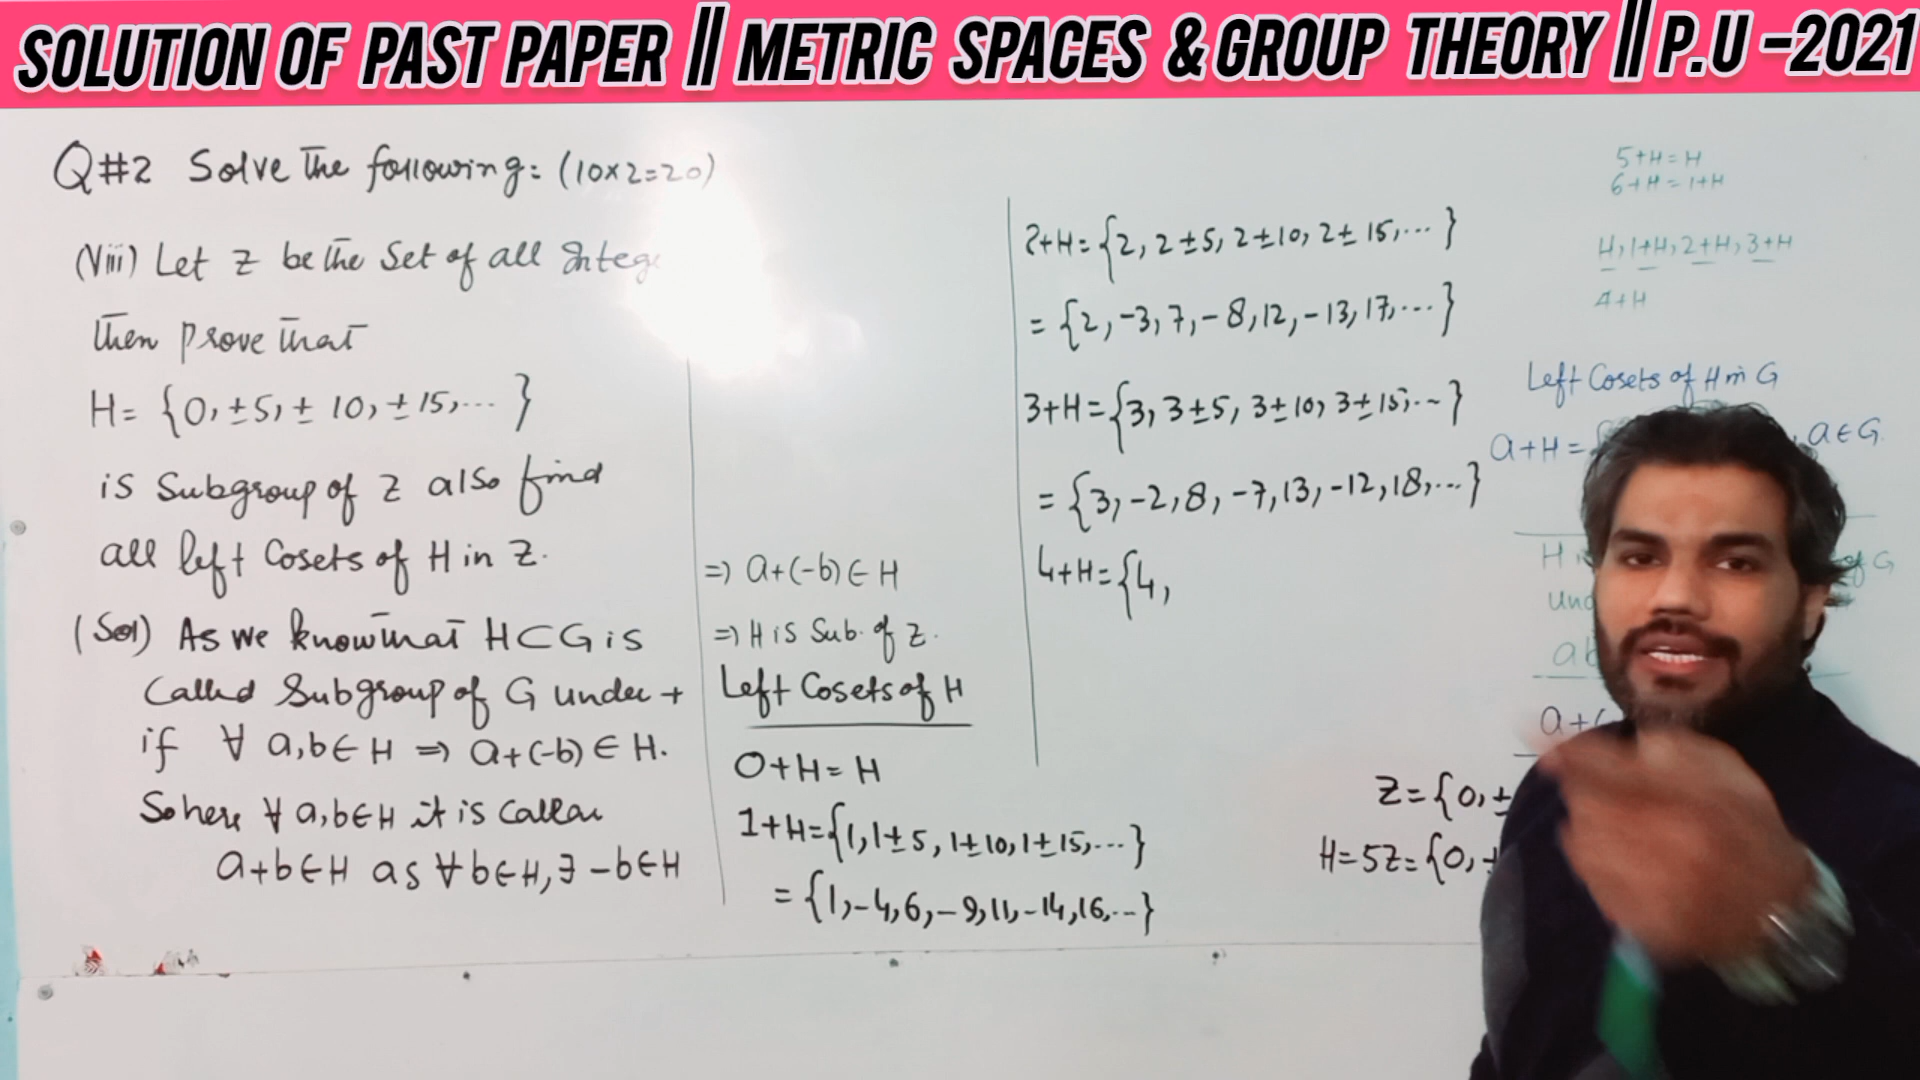 SOLUTION OF PAST PAPER || METRIC SPACES & GROUP THEORY || P.U -2021
Q#2 Solve the following: (10×2=20)
(Viii) Let Z be the Set of all
then prove that
H= {0, ±5, ± 10, ±15, ... }
is Subgroup of Z also find
all left Cosets of H in Z.
(Sol) As we know that H⊂G is
Called Subgroup of G under +
if ∀ a,b∈H ⇒ a+(-b) ∈ H.
So here ∀ a,b∈H it is
a+b∈H as ∀b∈H,∃ -b∈H
⇒ a+(-b)∈H
⇒ H is Sub. of Z.
Left Cosets of H
0+H= H
1+H={1, 1±5, 1±10, 1±15, ... }
= {1,-4,6,-9,11,-14,16,... }
2+H= {2, 2±5, 2±10, 2±15, ... }
= {2, -3, 7, -8, 12, -13, 17, ... }
3+H={3, 3±5, 3±10, 3±15, ... }
= {3, -2, 8, -7, 13, -12, 18, ... }
4+H={4,
5+H=H
6+H=1+H
H, 1+H, 2+H, 3+H
4+H
Left Cosets of H in G
a+H={ , a∈G
H of G
a+(
Z={0, ±
H=5Z={0,